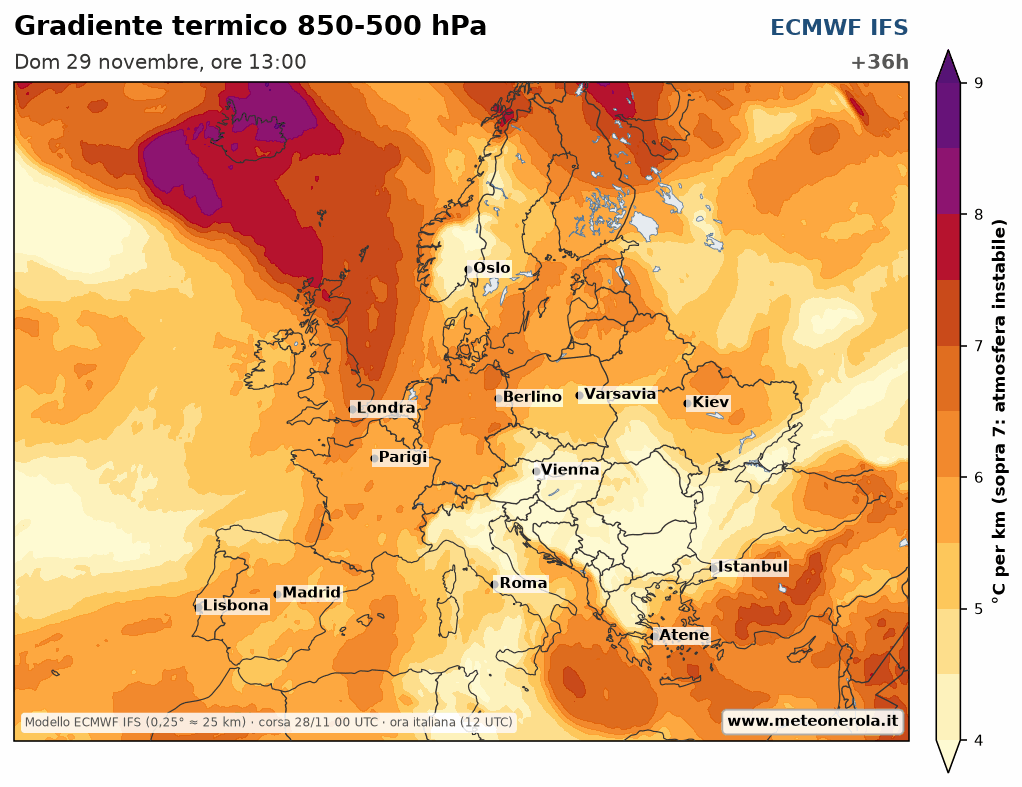 Gradiente termico 850-500 hPa
ECMWF IFS
Dom 29 novembre, ore 13:00
+36h
Oslo
Londra
Berlino
Varsavia
Kiev
Parigi
Vienna
Istanbul
Roma
Madrid
Lisbona
Atene
Modello ECMWF IFS (0,25° ≈ 25 km) · corsa 28/11 00 UTC · ora italiana (12 UTC)
www.meteonerola.it
9
8
7
6
5
4
°C per km (sopra 7: atmosfera instabile)